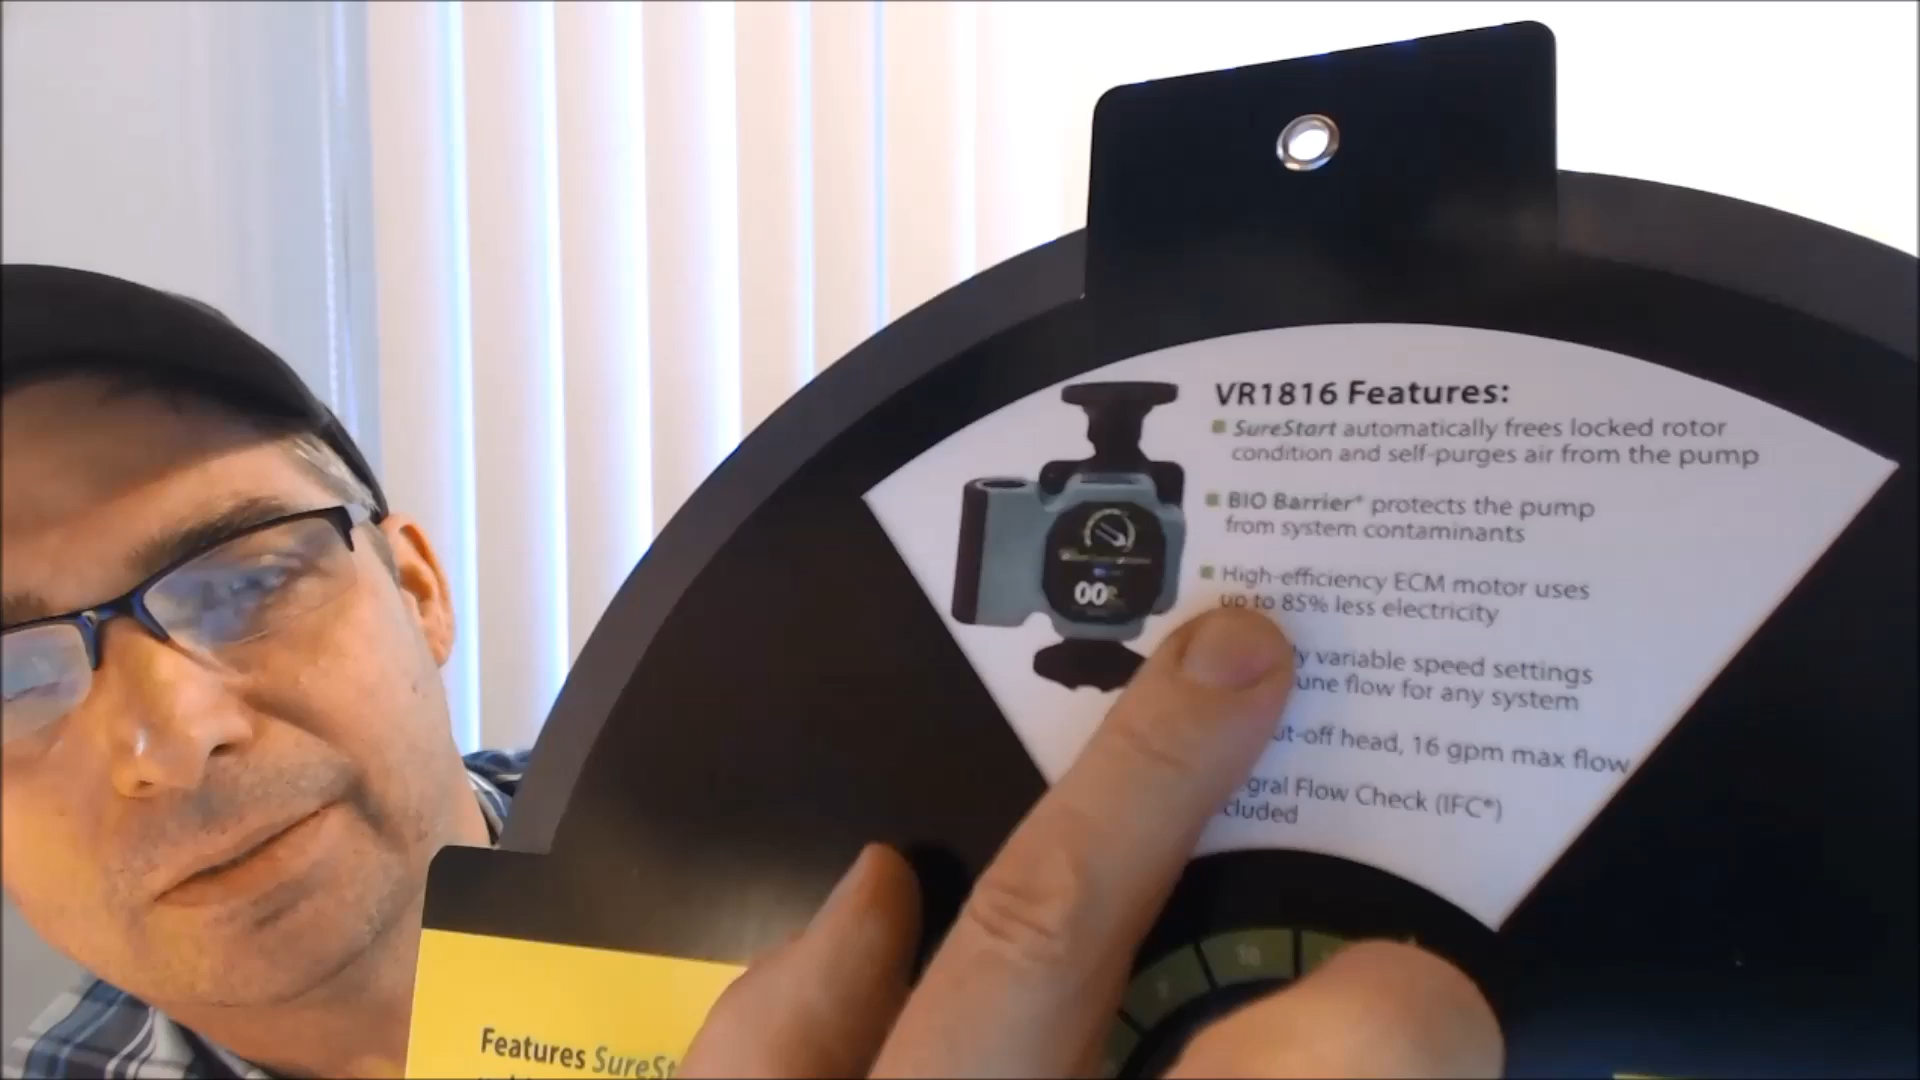 VR1816 Features:
SureStart automatically frees locked rotor
condition and self-purges air from the pump
BIO Barrier® protects the pump
from system contaminants
High-efficiency ECM motor uses
up to 85% less electricity
variable speed settings
flow for any system
head, 16 gpm max flow
Flow Check (IFC®)
00
10
Features